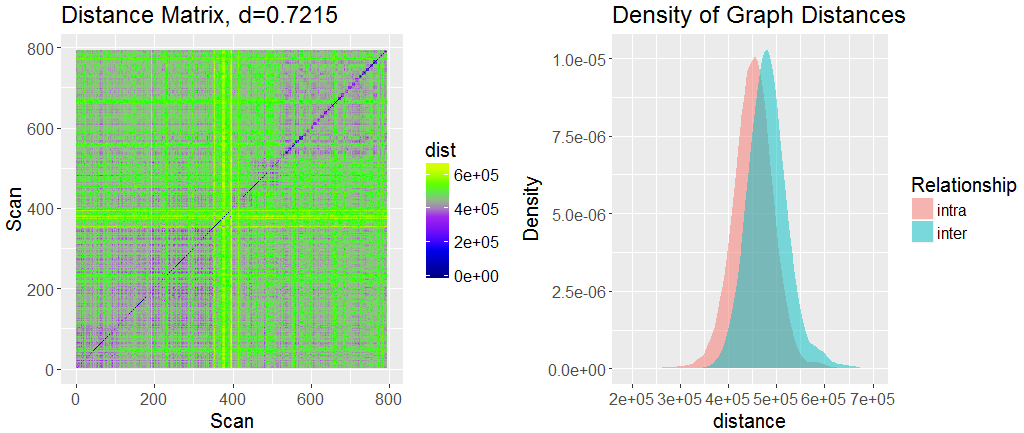 Distance Matrix, d=0.7215
800
600
400
200
0
0 200 400 600 800
Scan
Scan
dist
6e+05
4e+05
2e+05
0e+00
Density of Graph Distances
1.0e-05
7.5e-06
5.0e-06
2.5e-06
0.0e+00
2e+05 3e+05 4e+05 5e+05 6e+05 7e+05
distance
Density
Relationship
intra
inter